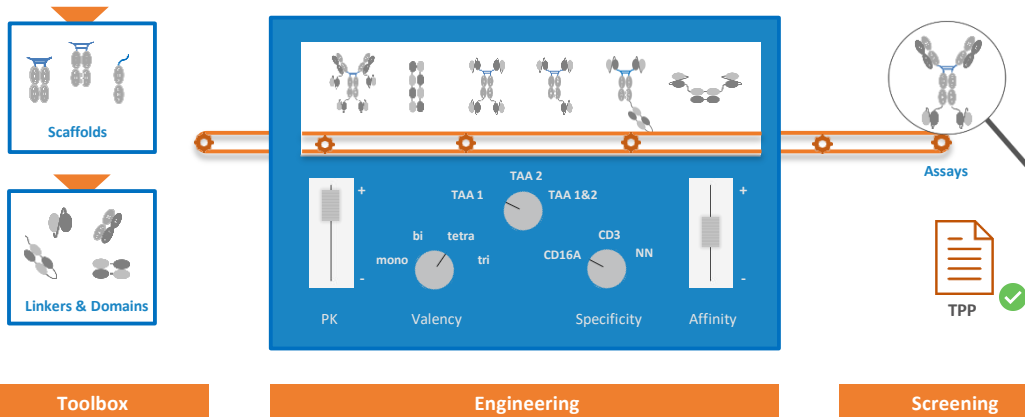 Scaffolds
Linkers & Domains
TAA 1
TAA 2
TAA 1&2
mono
bi
tetra
tri
CD16A
CD3
NN
+
-
+
-
PK
Valency
Specificity
Affinity
Assays
TPP
Toolbox
Engineering
Screening